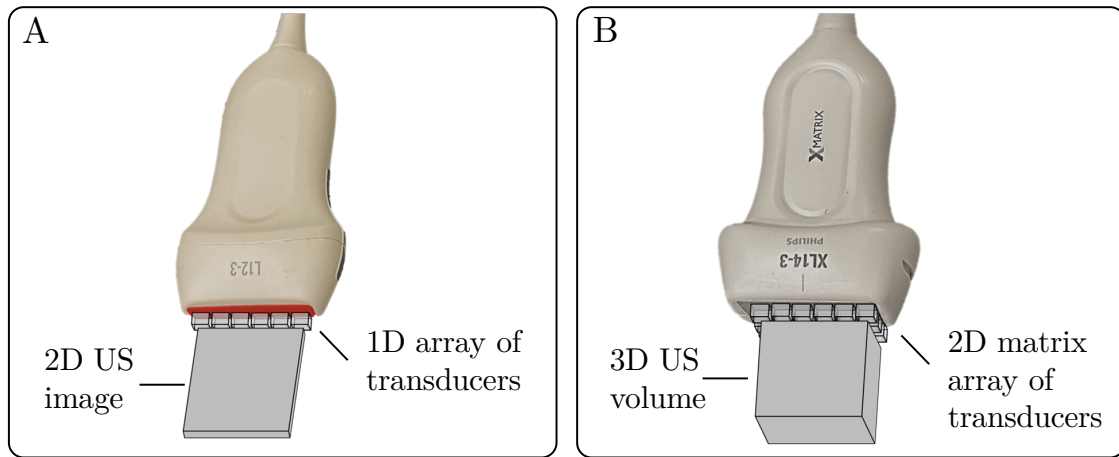 A
L12-3
2D US
image
1D array of
transducers
B
X MATRIX
PHILIPS
XL14-3
3D US
volume
2D matrix
array of
transducers